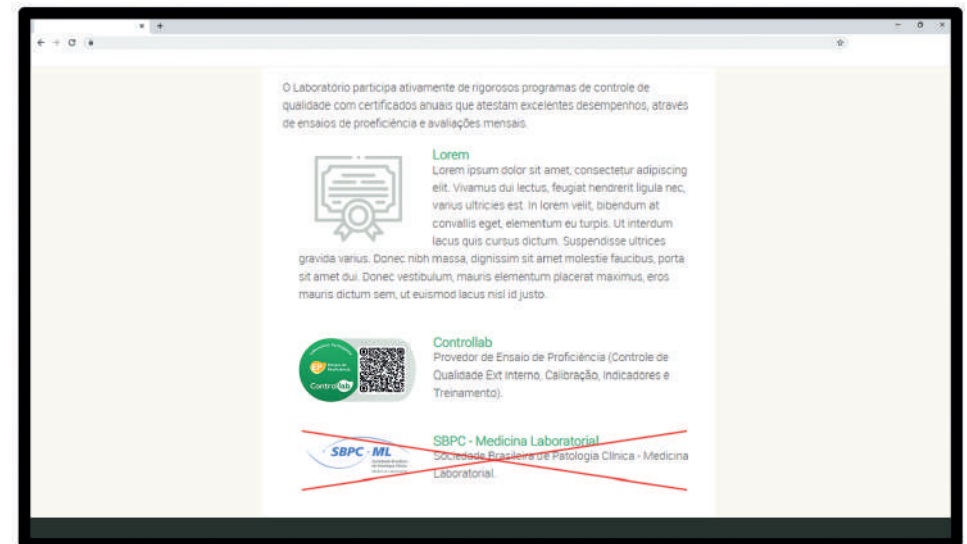 O Laboratório participa ativamente de rigorosos programas de controle de
qualidade com certificados anuais que atestam excelentes desempenhos, através
de ensaios de proeficiência e avaliações mensais.
Lorem
Lorem ipsum dolor sit amet, consectetur adipiscing
elit. Vivamus dui lectus, feugiat hendrerit ligula nec,
varius ultricies est. In lorem velit, bibendum at
convallis eget, elementum eu turpis. Ut interdum
lacus quis cursus dictum. Suspendisse ultrices
gravida varius. Donec nibh massa, dignissim sit amet molestie faucibus, porta
sit amet dui. Donec vestibulum, mauris elementum placerat maximus, eros
mauris dictum sem, ut euismod lacus nisl id justo.
EP
Controllab
Controllab
Provedor de Ensaio de Proficiência (Controle de
Qualidade Ext Interno, Calibração, Indicadores e
Treinamento).
SBPC - ML
SBPC - Medicina Laboratorial
Sociedade Brasileira de Patologia Clínica - Medicina
Laboratorial.